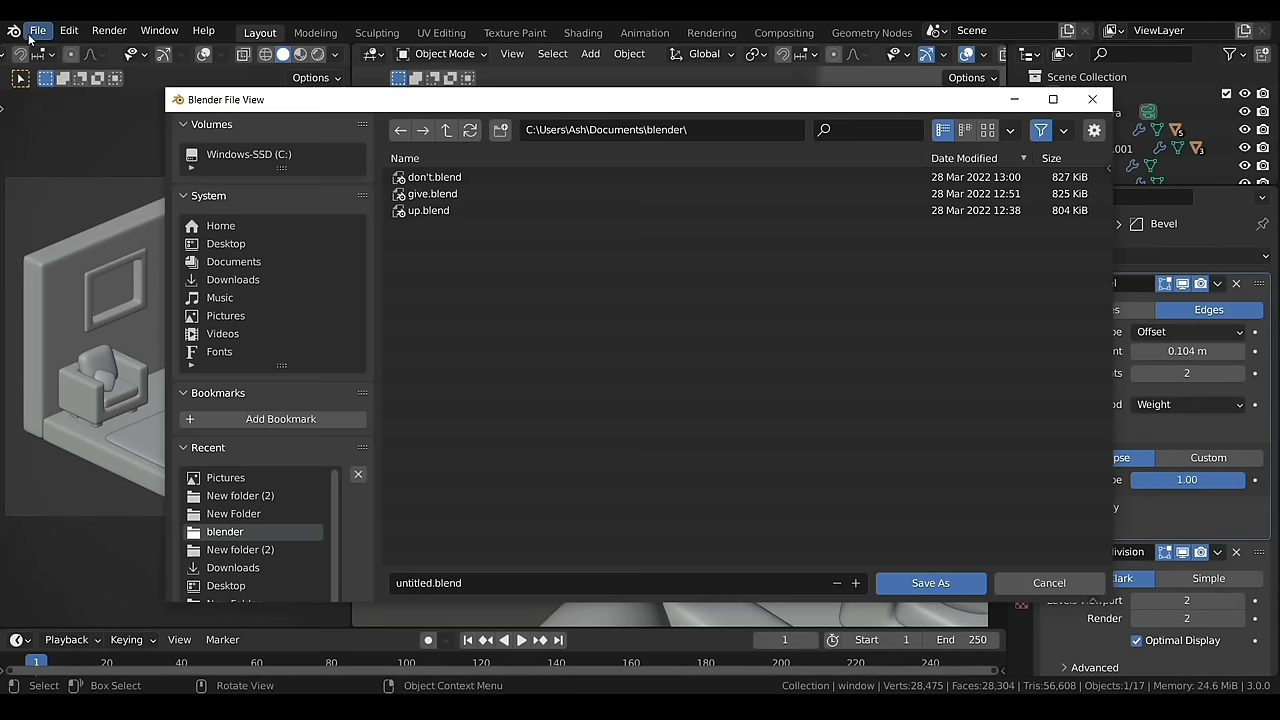 File Edit Render Window Help Layout Modeling Sculpting UV Editing Texture Paint Shading Animation Rendering Compositing Geometry Nodes Scene ViewLayer
Object Mode View Select Add Object Global
Options Options Scene Collection
Blender File View
Volumes
Windows-SSD (C:)
System
Home
Desktop
Documents
Downloads
Music
Pictures
Videos
Fonts
Bookmarks
Add Bookmark
Recent
Pictures
New folder (2)
New Folder
blender
New folder (2)
Downloads
Desktop
C:\Users\Ash\Documents\blender\
Name Date Modified Size
don't.blend 28 Mar 2022 13:00 827 KiB
give.blend 28 Mar 2022 12:51 825 KiB
up.blend 28 Mar 2022 12:38 804 KiB
untitled.blend Save As Cancel
.001
5
3
Bevel
Edges
Offset
0.104 m
2
Weight
Custom
1.00
Simple
2
Render 2
Optimal Display
Advanced
Playback Keying View Marker 1 Start 1 End 250
1 20 40 60 80 100 120 140 160 180 200 220 240
Select Box Select Rotate View Object Context Menu Collection | window | Verts:28,475 | Faces:28,304 | Tris:56,608 | Objects:1/17 | Memory: 24.6 MiB | 3.0.0